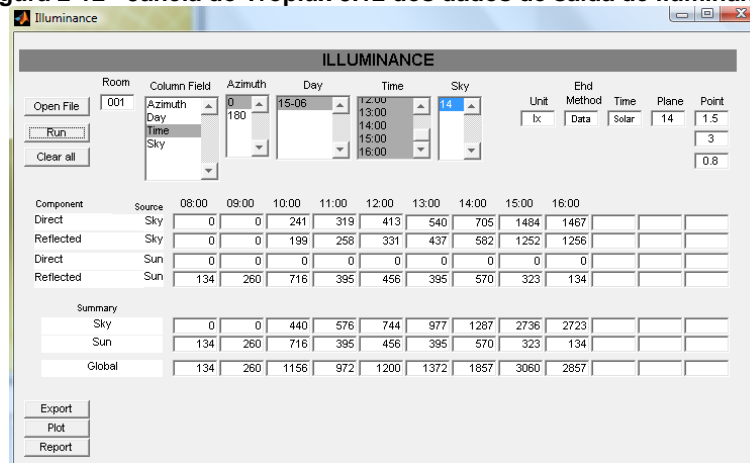 Illuminance
ILLUMINANCE
Room Column Field Azimuth Day Time Sky Unit Ehd Method Time Plane Point
Open File 001 Azimuth 0 15-06 12:00 14 lx Data Solar 14 1.5
Day 180 13:00
Run Time 14:00 3
Sky 15:00
Clear all 16:00 0.8
Component Source 08:00 09:00 10:00 11:00 12:00 13:00 14:00 15:00 16:00
Direct Sky 0 0 241 319 413 540 705 1484 1467
Reflected Sky 0 0 199 258 331 437 582 1252 1256
Direct Sun 0 0 0 0 0 0 0 0 0
Reflected Sun 134 260 716 395 456 395 570 323 134
Summary
Sky 0 0 440 576 744 977 1287 2736 2723
Sun 134 260 716 395 456 395 570 323 134
Global 134 260 1156 972 1200 1372 1857 3060 2857
Export
Plot
Report